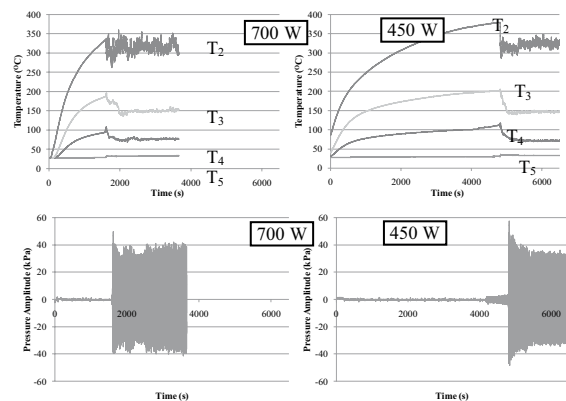 400
350
300
250
200
150
100
50
0
0 2000 4000 6000
Temperature (°C)
Time (s)
700 W
T2
T3
T4
T5
400
350
300
250
200
150
100
50
0
0 2000 4000 6000
Temperature (°C)
Time (s)
450 W
T2
T3
T4
T5
60
40
20
0
-20
-40
-60
0 2000 4000 6000
Pressure Amplitude (kPa)
Time (s)
700 W
60
40
20
0
-20
-40
-60
0 2000 4000 6000
Pressure Amplitude (kPa)
Time (s)
450 W